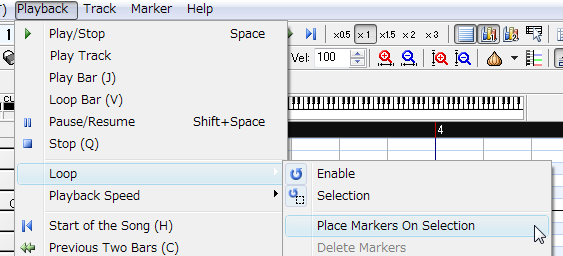 Playback Track Marker Help
Play/Stop Space
1 x0.5 x1 x1.5 x2 x3
Play Track
Vel: 100
Play Bar (J)
Loop Bar (V)
Pause/Resume Shift+Space
Stop (Q)
4
Loop
Enable
Playback Speed
Selection
Start of the Song (H)
Place Markers On Selection
Previous Two Bars (C)
Delete Markers